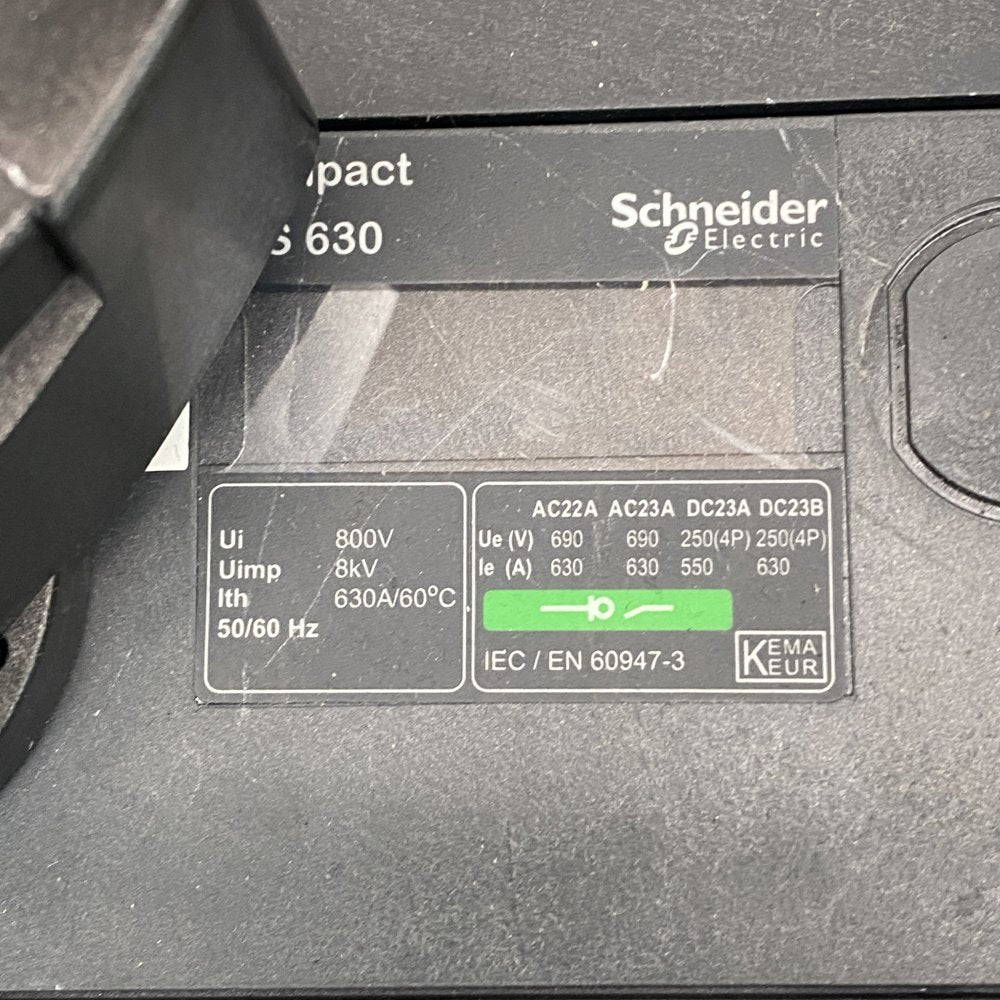 pact
S 630
Schneider
Electric
Ui 800V
Uimp 8kV
Ith 630A/60°C
50/60 Hz
AC22A AC23A DC23A DC23B
Ue (V) 690 690 250(4P) 250(4P)
Ie (A) 630 630 550 630
IEC / EN 60947-3
KEMA
KEUR